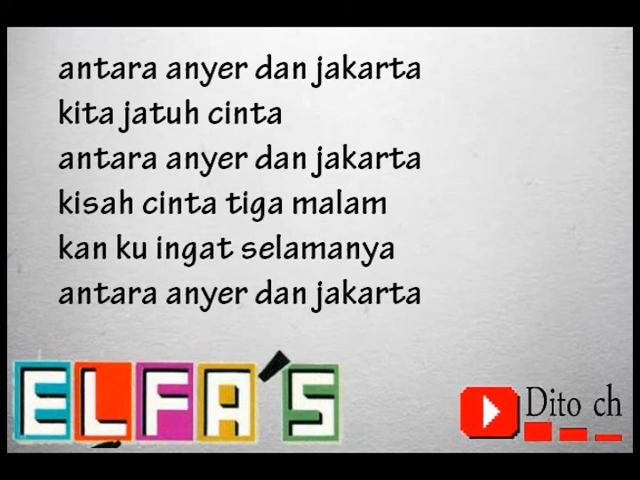 antara anyer dan jakarta
kita jatuh cinta
antara anyer dan jakarta
kisah cinta tiga malam
kan ku ingat selamanya
antara anyer dan jakarta
ELFA'S
Dito ch